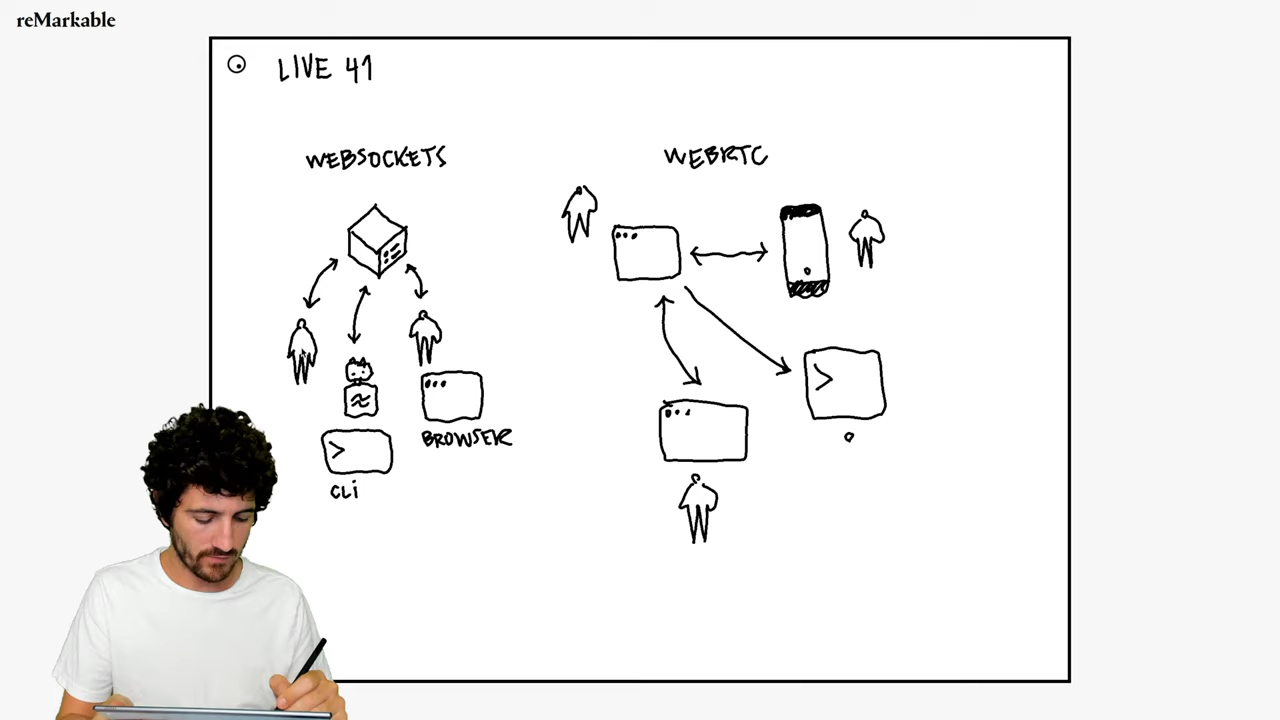 reMarkable
LIVE 41
WEBSOCKETS
WEBRTC
BROWSER
CLi